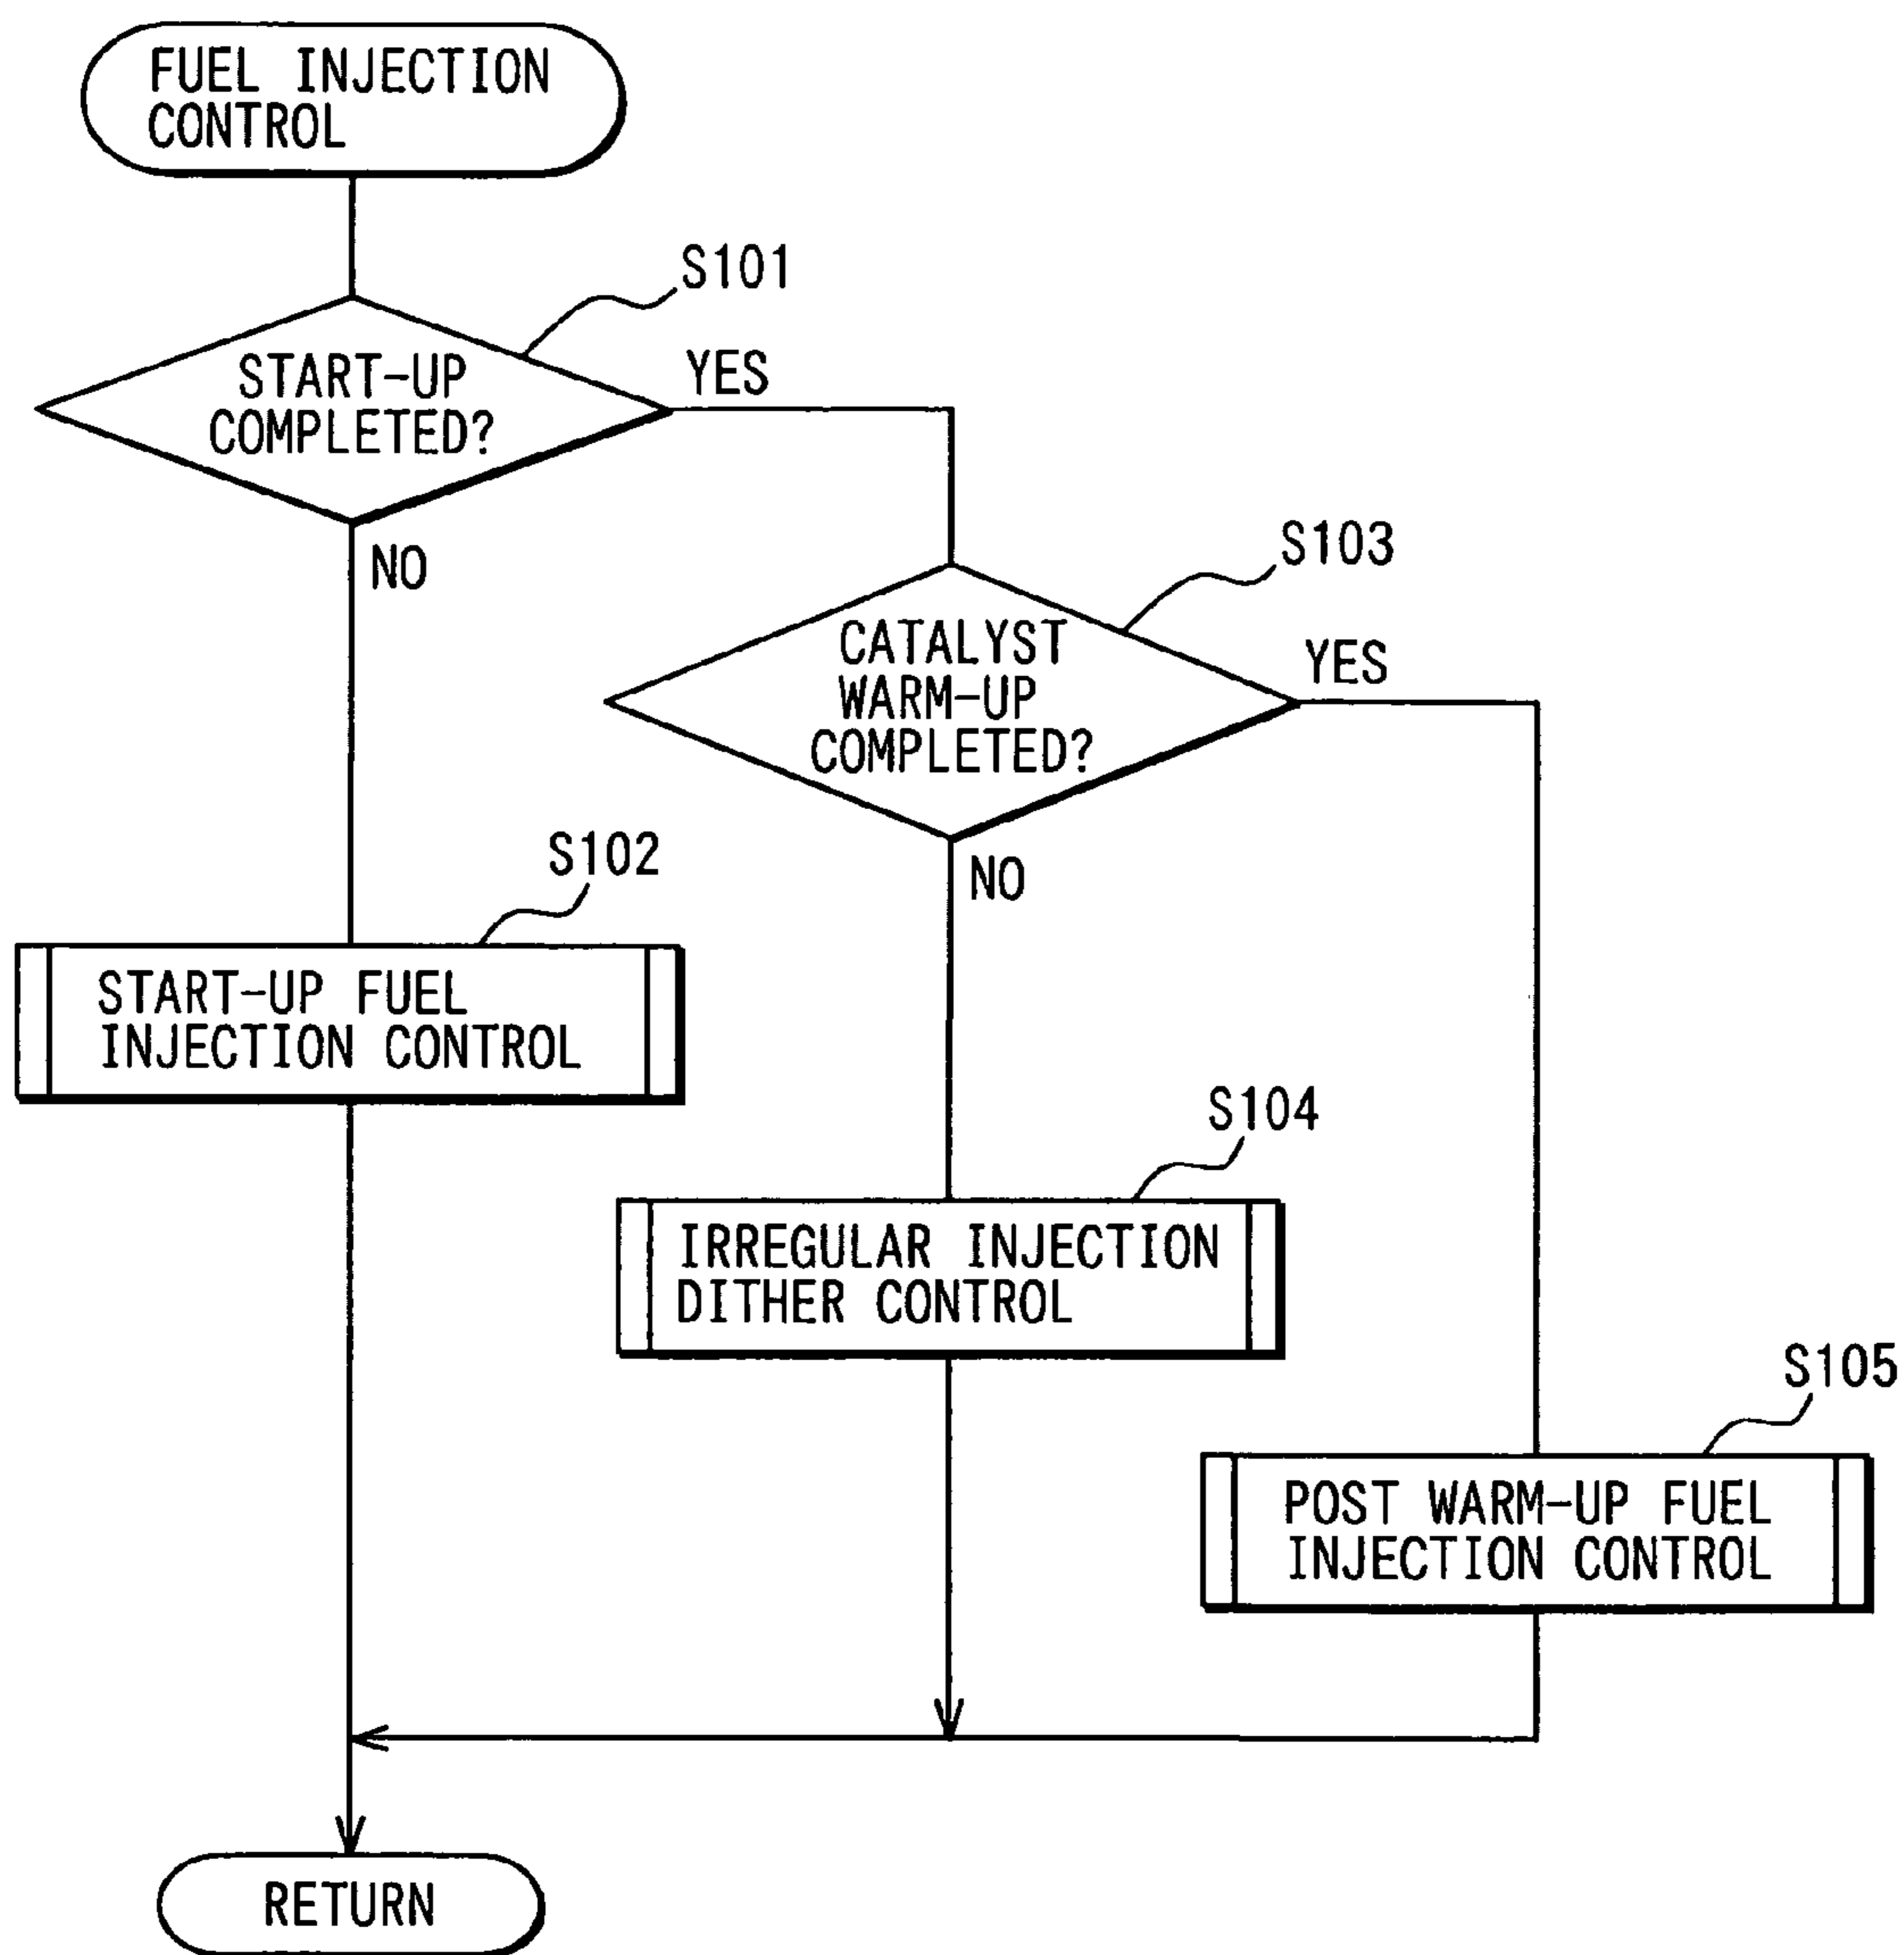 FUEL INJECTION
CONTROL
S101
START-UP
COMPLETED?
YES
NO
S103
CATALYST
WARM-UP
COMPLETED?
YES
NO
S102
START-UP FUEL
INJECTION CONTROL
S104
IRREGULAR INJECTION
DITHER CONTROL
S105
POST WARM-UP FUEL
INJECTION CONTROL
RETURN